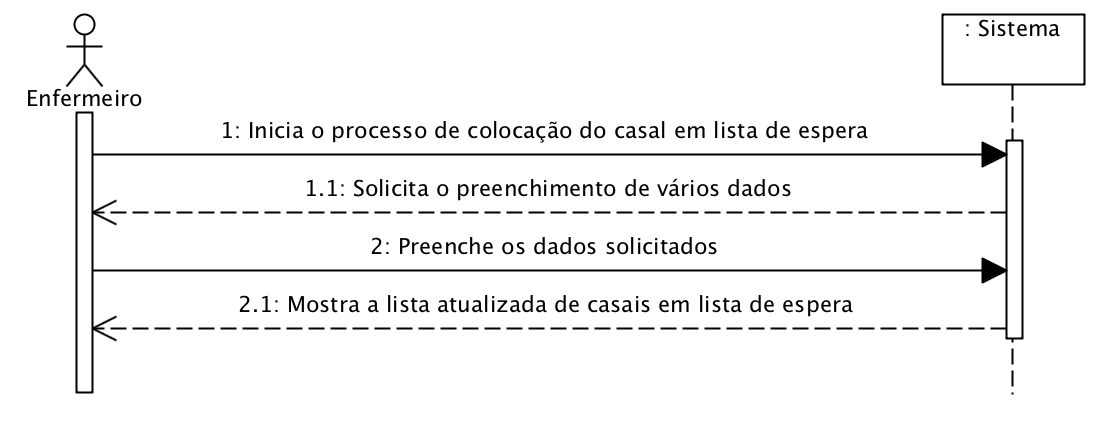 : Sistema
Enfermeiro
1: Inicia o processo de colocação do casal em lista de espera
1.1: Solicita o preenchimento de vários dados
2: Preenche os dados solicitados
2.1: Mostra a lista atualizada de casais em lista de espera